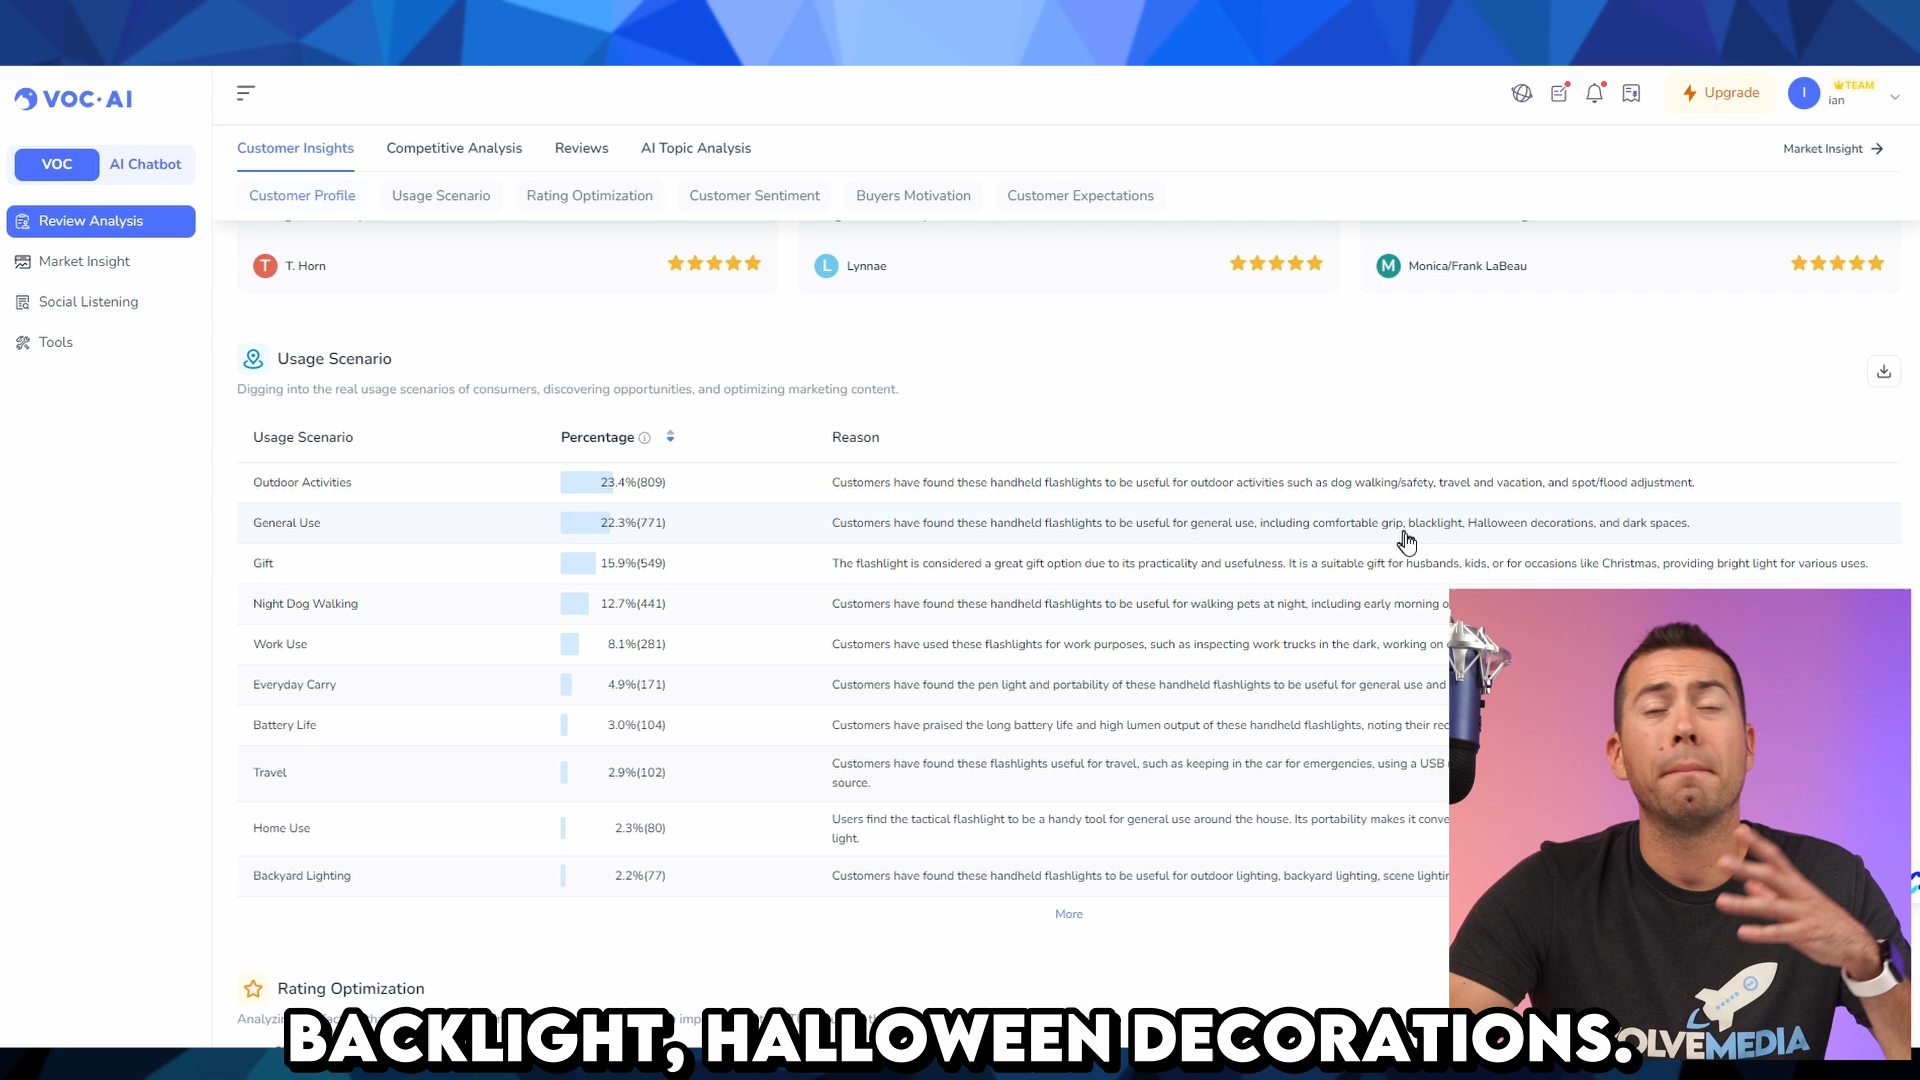 VOC·AI
Upgrade
I
TEAM
ian
Customer Insights
Competitive Analysis
Reviews
AI Topic Analysis
Market Insight
VOC
AI Chatbot
Customer Profile
Usage Scenario
Rating Optimization
Customer Sentiment
Buyers Motivation
Customer Expectations
Review Analysis
Market Insight
Social Listening
Tools
T
T. Horn
L
Lynnae
M
Monica/Frank LaBeau
Usage Scenario
Digging into the real usage scenarios of consumers, discovering opportunities, and optimizing marketing content.
Usage Scenario Percentage Reason
Outdoor Activities 23.4%(809) Customers have found these handheld flashlights to be useful for outdoor activities such as dog walking/safety, travel and vacation, and spot/flood adjustment.
General Use 22.3%(771) Customers have found these handheld flashlights to be useful for general use, including comfortable grip, blacklight, Halloween decorations, and dark spaces.
Gift 15.9%(549) The flashlight is considered a great gift option due to its practicality and usefulness. It is a suitable gift for husbands, kids, or for occasions like Christmas, providing bright light for various uses.
Night Dog Walking 12.7%(441) Customers have found these handheld flashlights to be useful for walking pets at night, including early morning
Work Use 8.1%(281) Customers have used these flashlights for work purposes, such as inspecting work trucks in the dark, working on
Everyday Carry 4.9%(171) Customers have found the pen light and portability of these handheld flashlights to be useful for general use and
Battery Life 3.0%(104) Customers have praised the long battery life and high lumen output of these handheld flashlights, noting their
Travel 2.9%(102) Customers have found these flashlights useful for travel, such as keeping in the car for emergencies, using a USB
source.
Home Use 2.3%(80) Users find the tactical flashlight to be a handy tool for general use around the house. Its portability makes it
light.
Backyard Lighting 2.2%(77) Customers have found these handheld flashlights to be useful for outdoor lighting, backyard lighting, scene
More
Rating Optimization
BACKLIGHT, HALLOWEEN DECORATIONS.
OLVEMEDIA